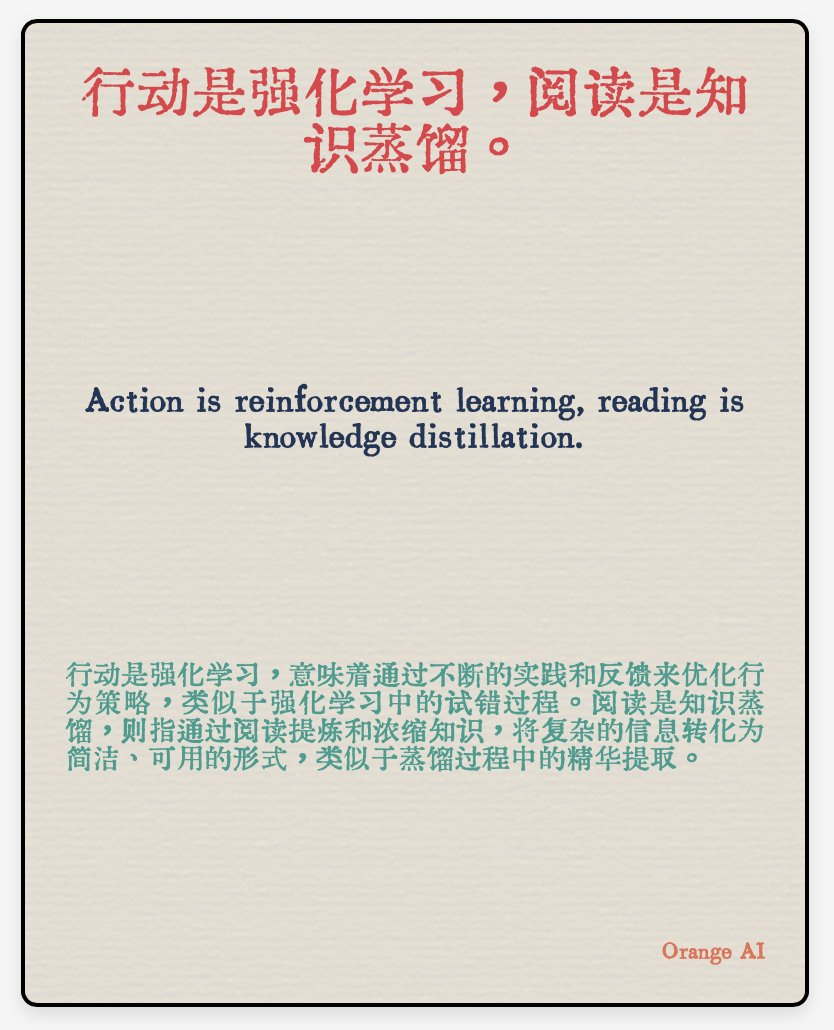 行动是强化学习，阅读是知
识蒸馏。
Action is reinforcement learning, reading is
knowledge distillation.
行动是强化学习，意味着通过不断的实践和反馈来优化行
为策略，类似于强化学习中的试错过程。阅读是知识蒸
馏，则指通过阅读提炼和浓缩知识，将复杂的信息转化为
简洁、可用的形式，类似于蒸馏过程中的精华提取。
Orange AI